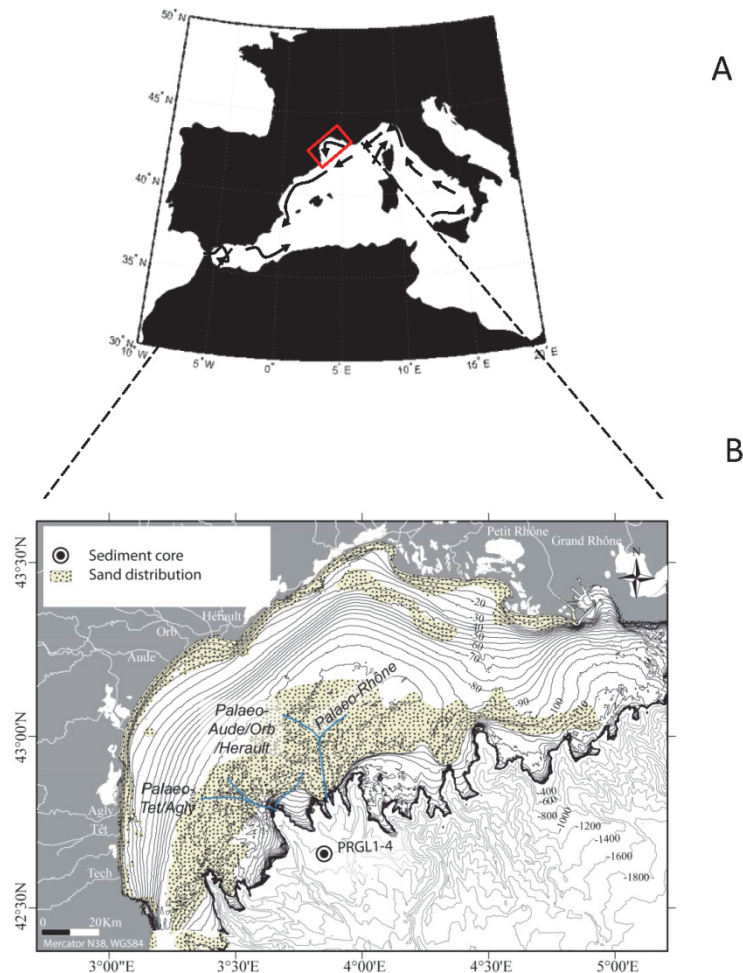 A
50° N
45° N
40° N
35° N
30° N
10° W
5° W
0°
5° E
10° E
15° E
20° E
B
Sediment core
Sand distribution
Petit Rhône
Grand Rhône
N
43°30'N
43°00'N
42°30'N
Hérault
Orb
Aude
Agly
Têt
Tech
-20
-30
-40
-50
-60
-70
-80
-90
-100
Palaeo-Rhône
Palaeo-
Aude/Orb
/Herault
Palaeo-
Tet/Agly
PRGL1-4
-400
-600
-800
-1000
-1200
-1400
-1600
-1800
0 20Km
Mercator N38, WGS84
3°00'E
3°30'E
4°00'E
4°30'E
5°00'E